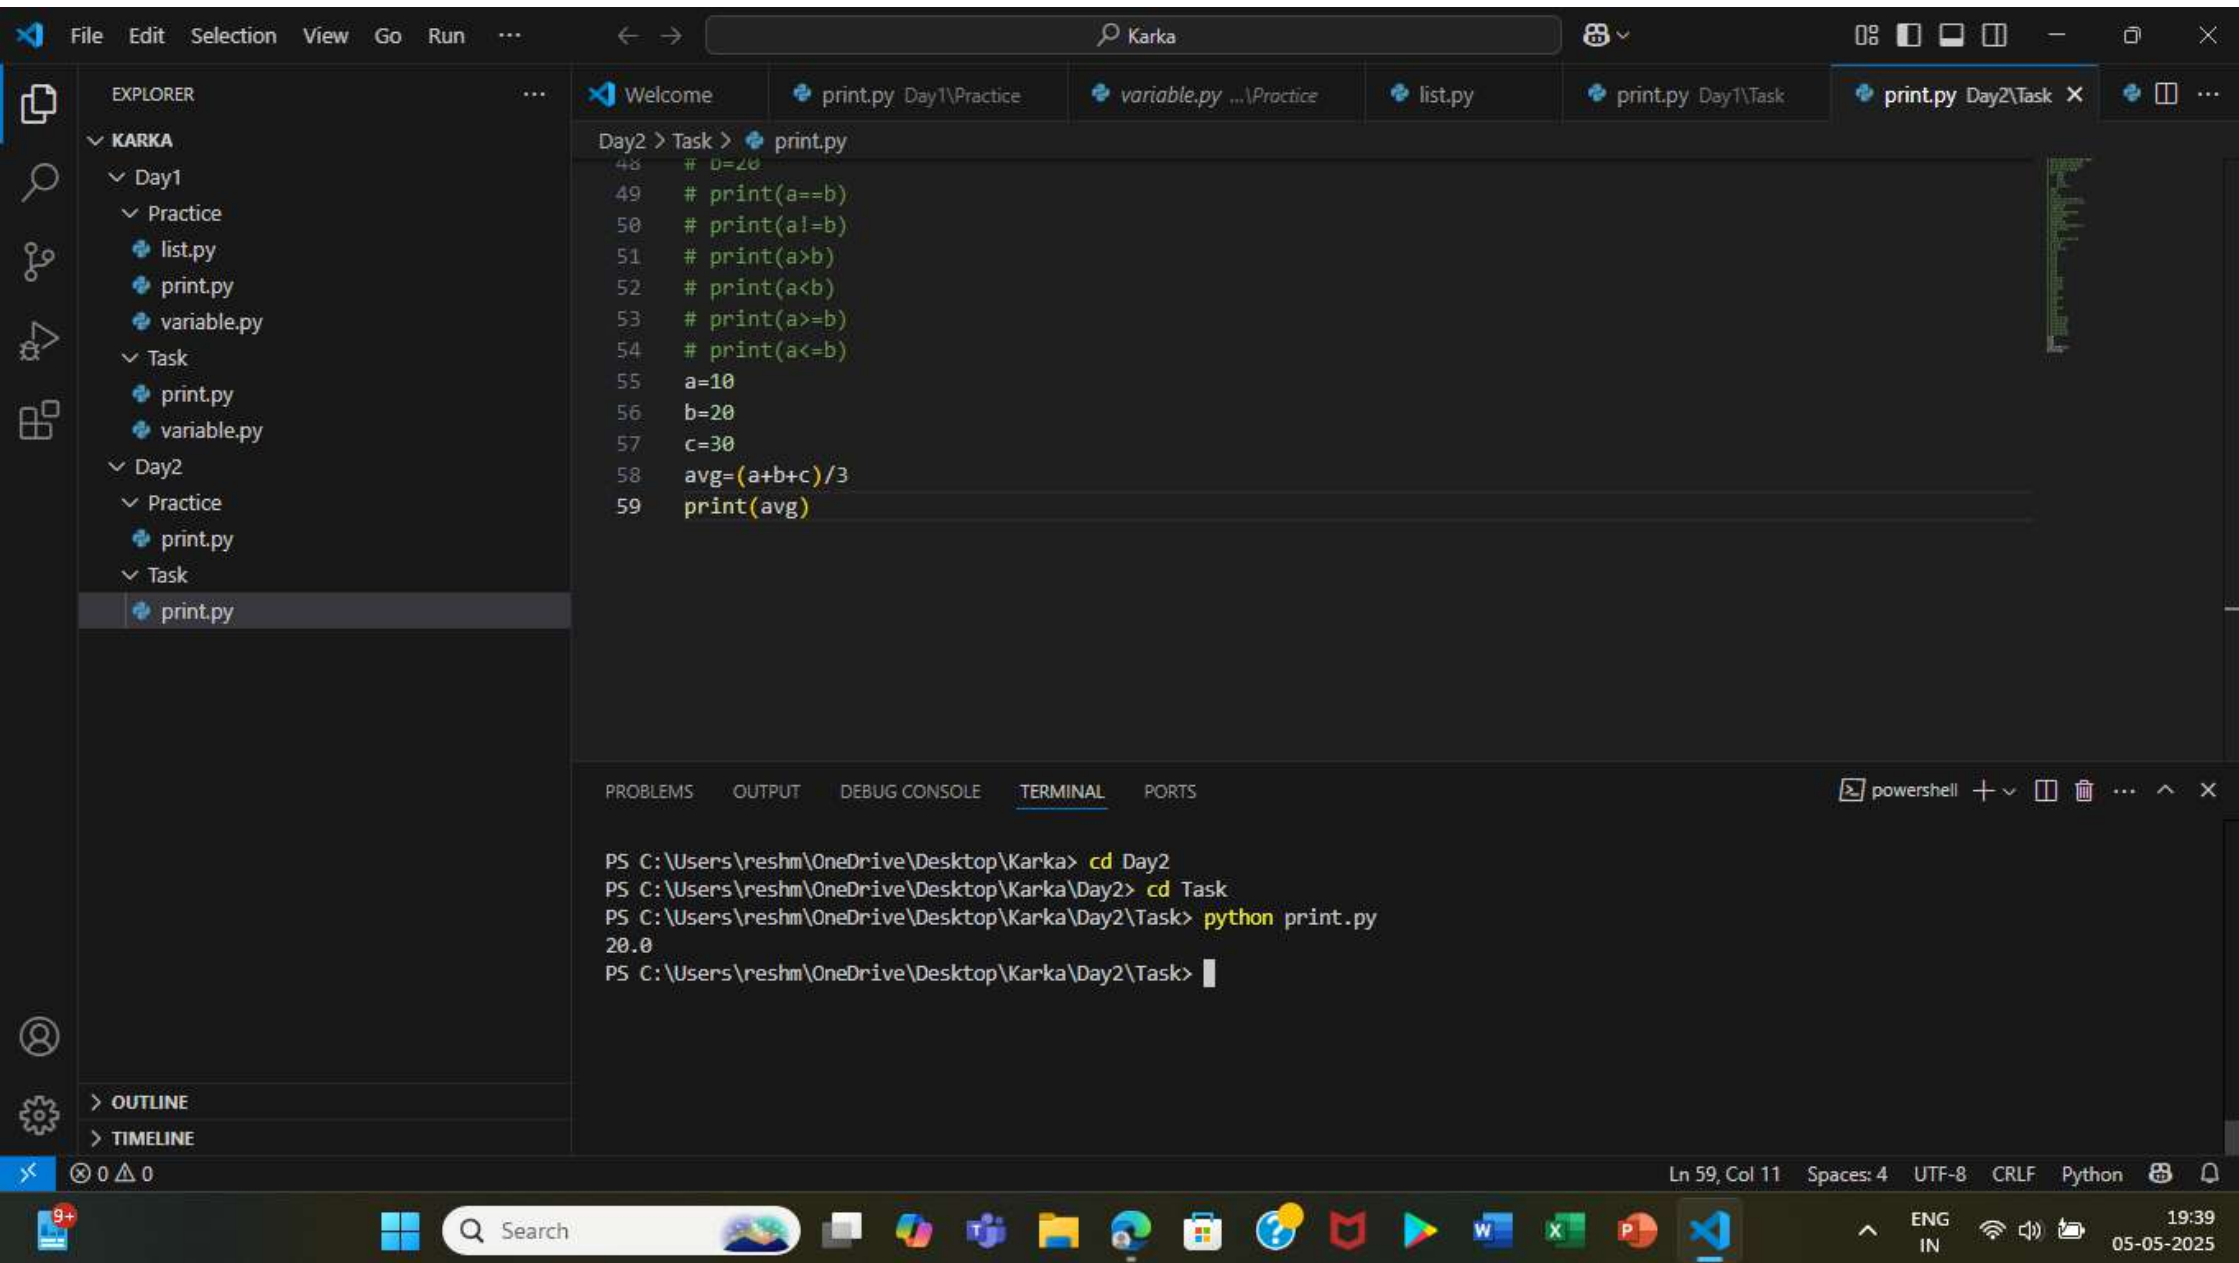 File Edit Selection View Go Run ···
Karka
EXPLORER
KARKA
Day1
Practice
list.py
print.py
variable.py
Task
print.py
variable.py
Day2
Practice
print.py
Task
print.py
OUTLINE
TIMELINE
Welcome
print.py Day1\Practice
variable.py ...\Practice
list.py
print.py Day1\Task
print.py Day2\Task
Day2 > Task > print.py
48 # b=20
49 # print(a==b)
50 # print(a!=b)
51 # print(a>b)
52 # print(a<b)
53 # print(a>=b)
54 # print(a<=b)
55 a=10
56 b=20
57 c=30
58 avg=(a+b+c)/3
59 print(avg)
PROBLEMS OUTPUT DEBUG CONSOLE TERMINAL PORTS
powershell
PS C:\Users\reshm\OneDrive\Desktop\Karka> cd Day2
PS C:\Users\reshm\OneDrive\Desktop\Karka\Day2> cd Task
PS C:\Users\reshm\OneDrive\Desktop\Karka\Day2\Task> python print.py
20.0
PS C:\Users\reshm\OneDrive\Desktop\Karka\Day2\Task>
0 0
Ln 59, Col 11 Spaces: 4 UTF-8 CRLF Python
9+
Search
ENG
IN
19:39
05-05-2025